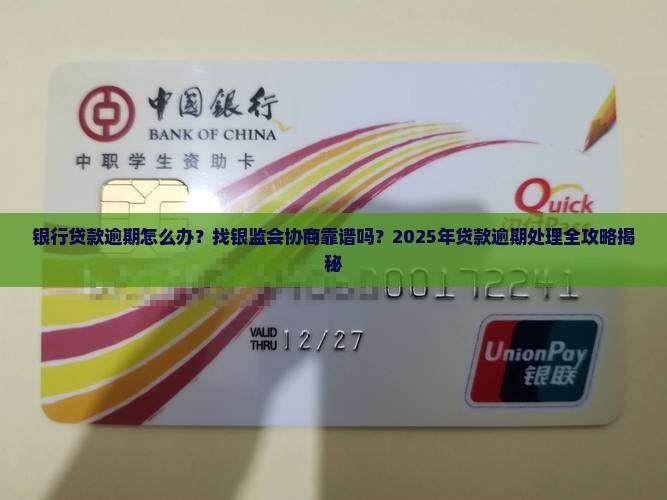 中國銀行
BANK OF CHINA
中职学生资助卡
Quick
银行贷款逾期怎么办？找银监会协商靠谱吗？2025年贷款逾期处理全攻略揭
秘
00172241
VALID
THRU 12/27
UnionPay
银联